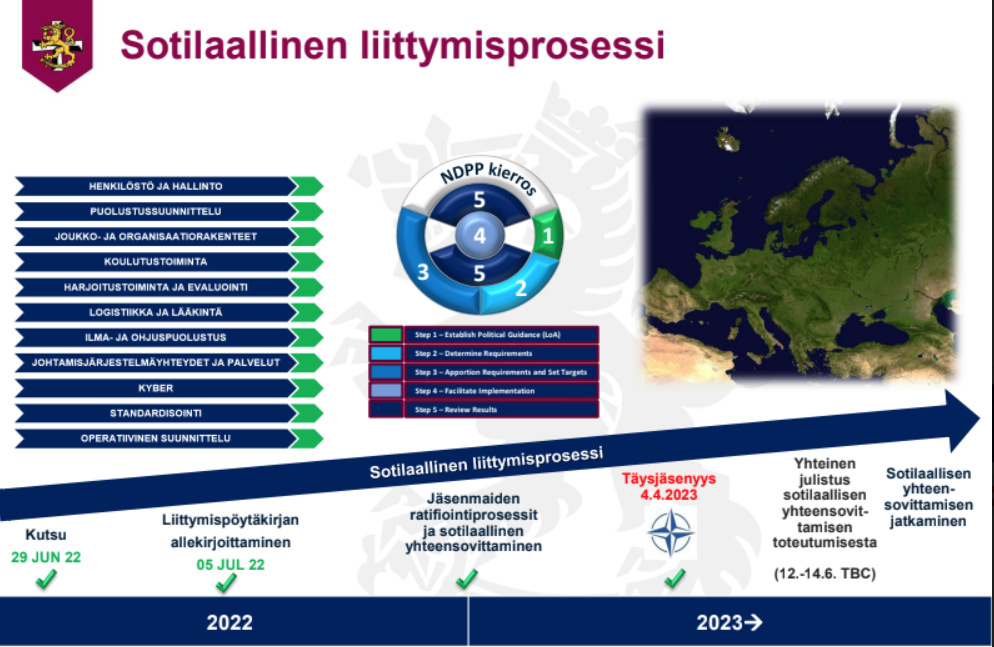 Sotilaallinen liittymisprosessi
HENKILÖSTÖ JA HALLINTO
PUOLUSTUSSUUNNITTELU
JOUKKO- JA ORGANISAATIORAKENTEET
KOULUTUSTOIMINTA
HARJOITUSTOIMINTA JA EVALUOINTI
LOGISTIIKKA JA LÄÄKINTÄ
ILMA- JA OHJUSPUOLUSTUS
JOHTAMISJÄRJESTELMÄYHTEYDET JA PALVELUT
KYBER
STANDARDISOINTI
OPERATIIVINEN SUUNNITTELU
NDPP kierros
5
4
1
5
3
2
Step 1 – Establish Political Guidance (LoA)
Step 2 – Determine Requirements
Step 3 – Apportion Requirements and Set Targets
Step 4 – Facilitate Implementation
Step 5 – Review Results
Sotilaallinen liittymisprosessi
Kutsu
29 JUN 22
Liittymispöytäkirjan
allekirjoittaminen
05 JUL 22
Jäsenmaiden
ratifiointiprosessit
ja sotilaallinen
yhteensovittaminen
Täysjäsenyys
4.4.2023
Yhteinen
julistus
sotilaallisen
yhteensovit-
tamisen
toteutumisesta
(12.-14.6. TBC)
Sotilaallisen
yhteen-
sovittamisen
jatkaminen
2022
2023→